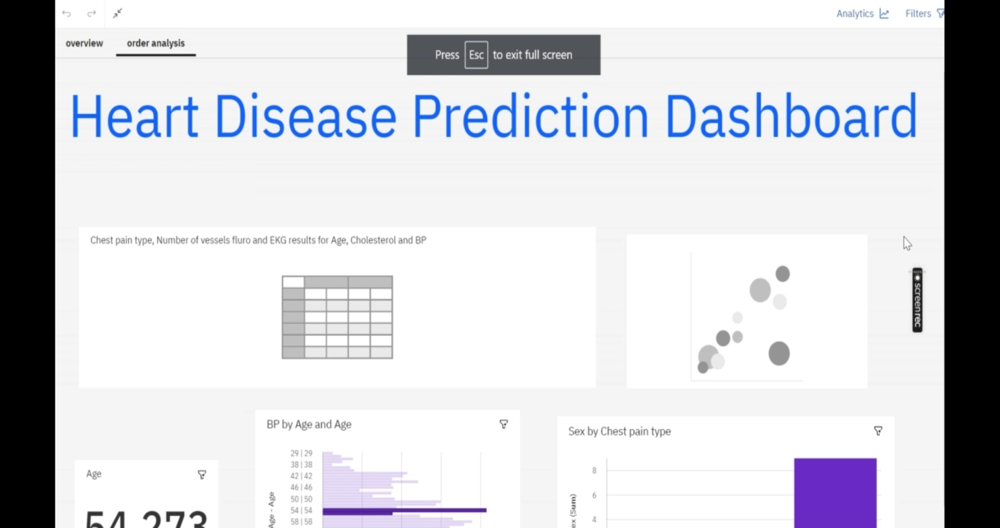 Analytics Filters
overview order analysis
Press Esc to exit full screen
Heart Disease Prediction Dashboard
Chest pain type, Number of vessels fluro and EKG results for Age, Cholesterol and BP
screenrec
BP by Age and Age
Sex by Chest pain type
Age
54.273
29 | 29
38 | 38
42 | 42
46 | 46
50 | 50
54 | 54
58 | 58
Age - Age
8
6
4
ex (Sum)